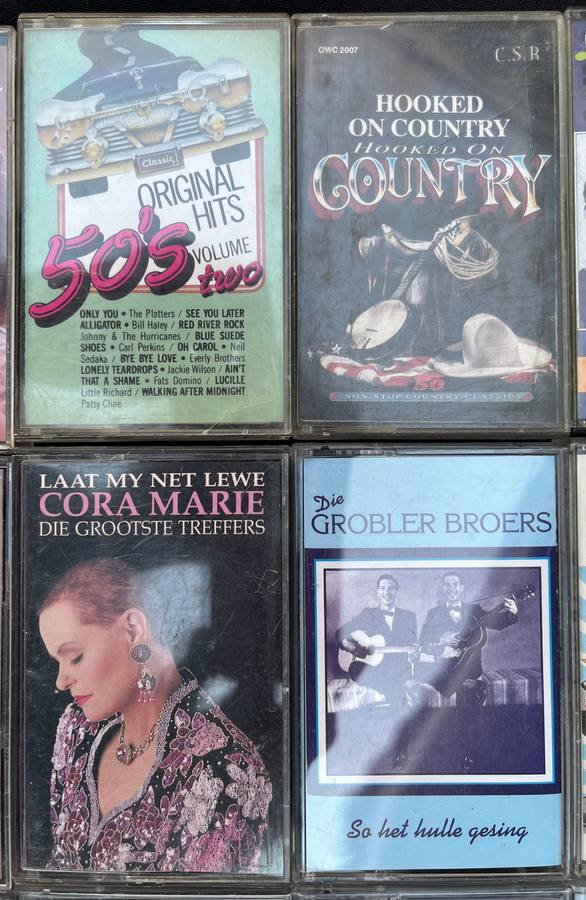 Classic
ORIGINAL
HITS
50's
VOLUME
two
ONLY YOU • The Platters / SEE YOU LATER
ALLIGATOR • Bill Haley / RED RIVER ROCK
Johnny & The Hurricanes / BLUE SUEDE
SHOES • Carl Perkins / OH CAROL • Neil
Sedaka / BYE BYE LOVE • Everly Brothers
LONELY TEARDROPS • Jackie Wilson / AIN'T
THAT A SHAME • Fats Domino / LUCILLE
Little Richard / WALKING AFTER MIDNIGHT
Patsy Cline
OWC 2007
C.S.R
HOOKED
ON COUNTRY
HOOKED ON
COUNTRY
50
NON-STOP COUNTRY CLASSICS
LAAT MY NET LEWE
CORA MARIE
DIE GROOTSTE TREFFERS
Die
GROBLER BROERS
So het hulle gesing